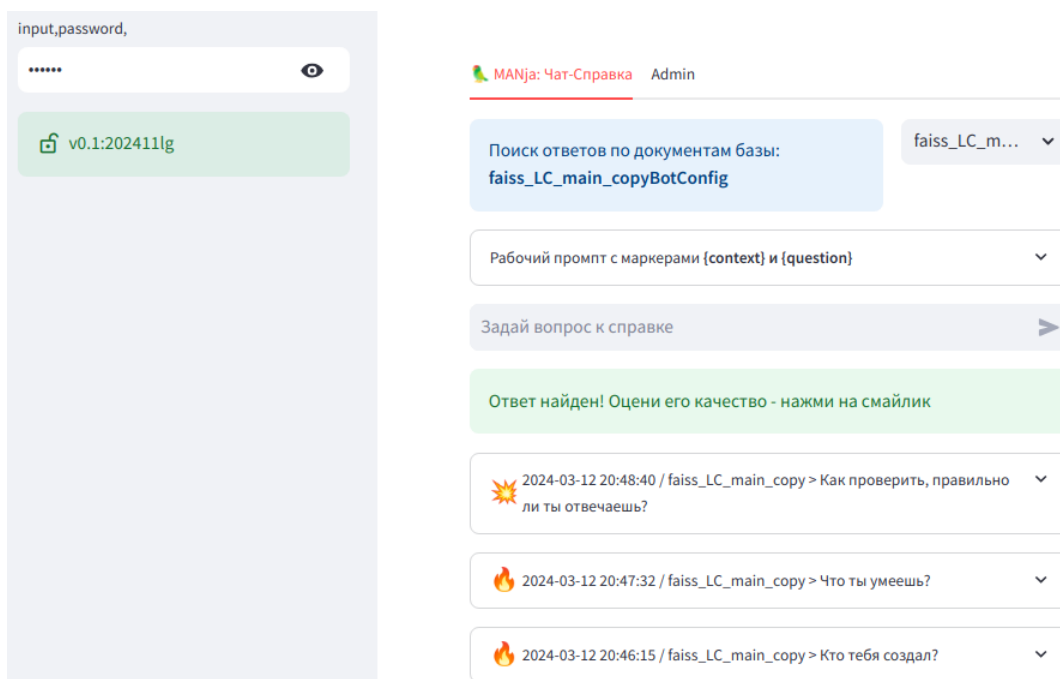 input,password,
••••••
v0.1:202411lg
MANja: Чат-Справка Admin
Поиск ответов по документам базы:
faiss_LC_main_copyBotConfig
faiss_LC_m...
Рабочий промпт с маркерами {context} и {question}
Задай вопрос к справке
Ответ найден! Оцени его качество - нажми на смайлик
2024-03-12 20:48:40 / faiss_LC_main_copy > Как проверить, правильно
ли ты отвечаешь?
2024-03-12 20:47:32 / faiss_LC_main_copy > Что ты умеешь?
2024-03-12 20:46:15 / faiss_LC_main_copy > Кто тебя создал?